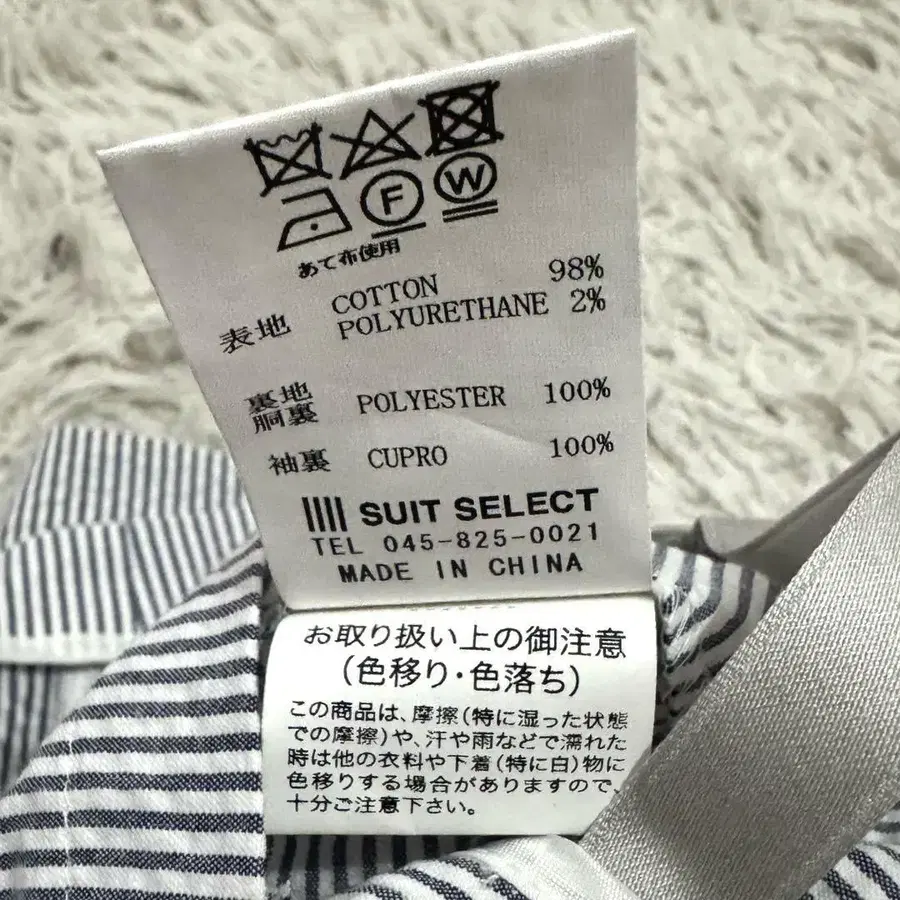 F W
あて布使用
表地 COTTON 98%
POLYURETHANE 2%
裏地
胴裏 POLYESTER 100%
袖裏 CUPRO 100%
SUIT SELECT
TEL 045-825-0021
MADE IN CHINA
お取り扱い上の御注意
(色移り・色落ち)
この商品は、摩擦(特に湿った状態
での摩擦)や、汗や雨などで濡れた
時は他の衣料や下着(特に白)物に
色移りする場合がありますので、
十分ご注意下さい。